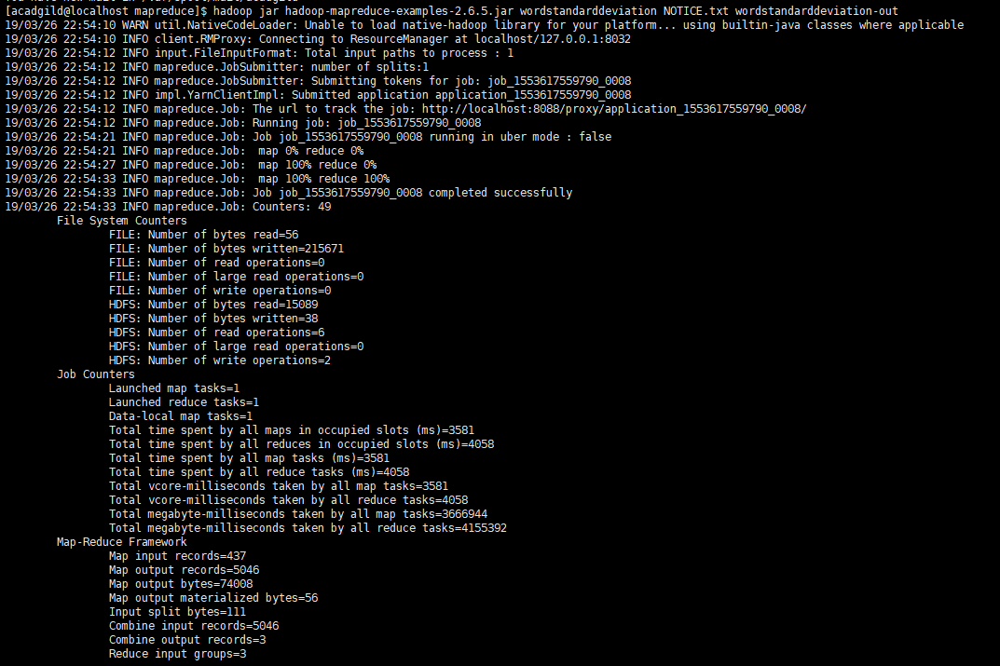 [acadgild@localhost mapreduce]$ hadoop jar hadoop-mapreduce-examples-2.6.5.jar wordstandarddeviation NOTICE.txt wordstandarddeviation-out
19/03/26 22:54:10 WARN util.NativeCodeLoader: Unable to load native-hadoop library for your platform... using builtin-java classes where applicable
19/03/26 22:54:10 INFO client.RMProxy: Connecting to ResourceManager at localhost/127.0.0.1:8032
19/03/26 22:54:12 INFO input.FileInputFormat: Total input paths to process : 1
19/03/26 22:54:12 INFO mapreduce.JobSubmitter: number of splits:1
19/03/26 22:54:12 INFO mapreduce.JobSubmitter: Submitting tokens for job: job_1553617559790_0008
19/03/26 22:54:12 INFO impl.YarnClientImpl: Submitted application application_1553617559790_0008
19/03/26 22:54:12 INFO mapreduce.Job: The url to track the job: http://localhost:8088/proxy/application_1553617559790_0008/
19/03/26 22:54:12 INFO mapreduce.Job: Running job: job_1553617559790_0008
19/03/26 22:54:21 INFO mapreduce.Job: Job job_1553617559790_0008 running in uber mode : false
19/03/26 22:54:21 INFO mapreduce.Job:  map 0% reduce 0%
19/03/26 22:54:27 INFO mapreduce.Job:  map 100% reduce 0%
19/03/26 22:54:33 INFO mapreduce.Job:  map 100% reduce 100%
19/03/26 22:54:33 INFO mapreduce.Job: Job job_1553617559790_0008 completed successfully
19/03/26 22:54:33 INFO mapreduce.Job: Counters: 49
File System Counters
FILE: Number of bytes read=56
FILE: Number of bytes written=215671
FILE: Number of read operations=0
FILE: Number of large read operations=0
FILE: Number of write operations=0
HDFS: Number of bytes read=15089
HDFS: Number of bytes written=38
HDFS: Number of read operations=6
HDFS: Number of large read operations=0
HDFS: Number of write operations=2
Job Counters
Launched map tasks=1
Launched reduce tasks=1
Data-local map tasks=1
Total time spent by all maps in occupied slots (ms)=3581
Total time spent by all reduces in occupied slots (ms)=4058
Total time spent by all map tasks (ms)=3581
Total time spent by all reduce tasks (ms)=4058
Total vcore-milliseconds taken by all map tasks=3581
Total vcore-milliseconds taken by all reduce tasks=4058
Total megabyte-milliseconds taken by all map tasks=3666944
Total megabyte-milliseconds taken by all reduce tasks=4155392
Map-Reduce Framework
Map input records=437
Map output records=5046
Map output bytes=74008
Map output materialized bytes=56
Input split bytes=111
Combine input records=5046
Combine output records=3
Reduce input groups=3